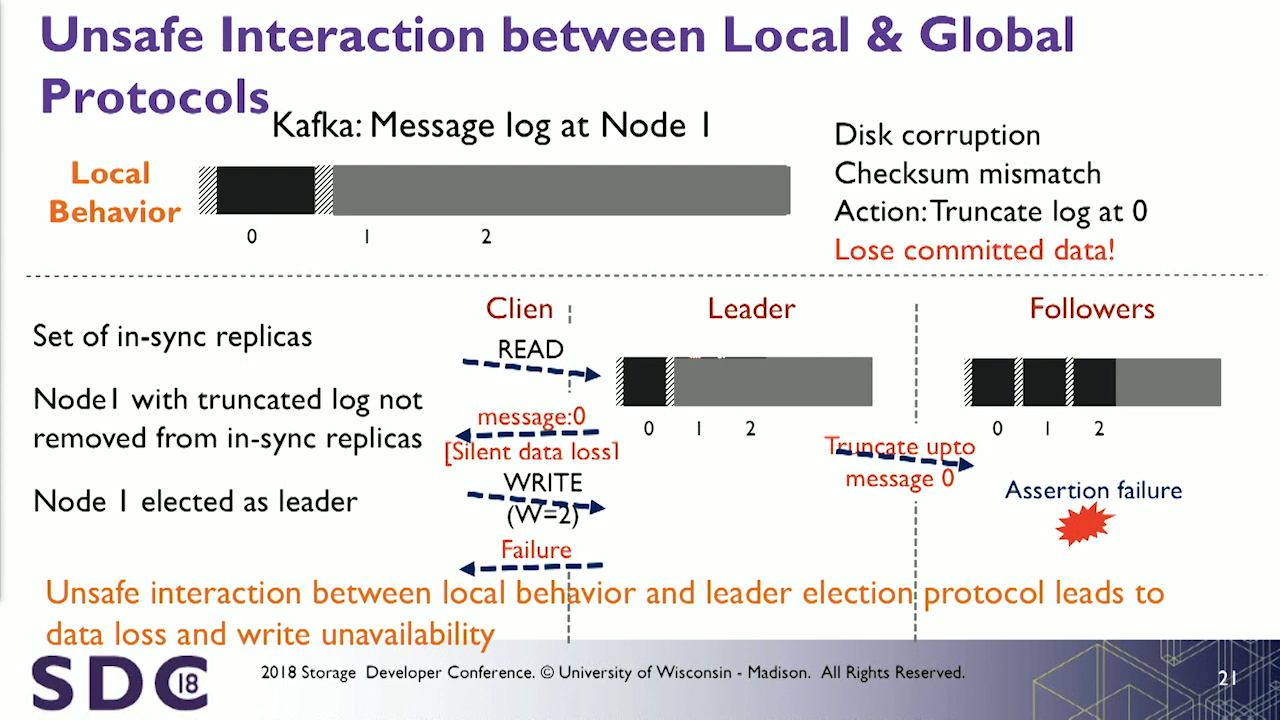 Unsafe Interaction between Local & Global
Protocols
Kafka: Message log at Node 1
Local
Behavior
0 1 2
Disk corruption
Checksum mismatch
Action: Truncate log at 0
Lose committed data!
Set of in-sync replicas
Node1 with truncated log not
removed from in-sync replicas
Node 1 elected as leader
Clien
Leader
Followers
READ
message:0
[Silent data loss]
WRITE
(W=2)
Failure
0 1 2
Truncate upto
message 0
0 1 2
Assertion failure
Unsafe interaction between local behavior and leader election protocol leads to
data loss and write unavailability
SDC 18
2018 Storage Developer Conference. © University of Wisconsin - Madison. All Rights Reserved.
21